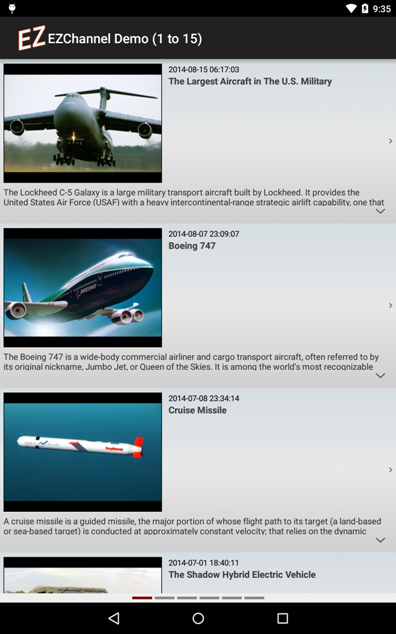 9:35
EZ EZChannel Demo (1 to 15)
2014-08-15 06:17:03
The Largest Aircraft in The U.S. Military
The Lockheed C-5 Galaxy is a large military transport aircraft built by Lockheed. It provides the
United States Air Force (USAF) with a heavy intercontinental-range strategic airlift capability, one that
2014-08-07 23:09:07
Boeing 747
The Boeing 747 is a wide-body commercial airliner and cargo transport aircraft, often referred to by
its original nickname, Jumbo Jet, or Queen of the Skies. It is among the world's most recognizable
2014-07-08 23:34:14
Cruise Missile
A cruise missile is a guided missile, the major portion of whose flight path to its target (a land-based
or sea-based target) is conducted at approximately constant velocity; that relies on the dynamic
2014-07-01 18:40:11
The Shadow Hybrid Electric Vehicle